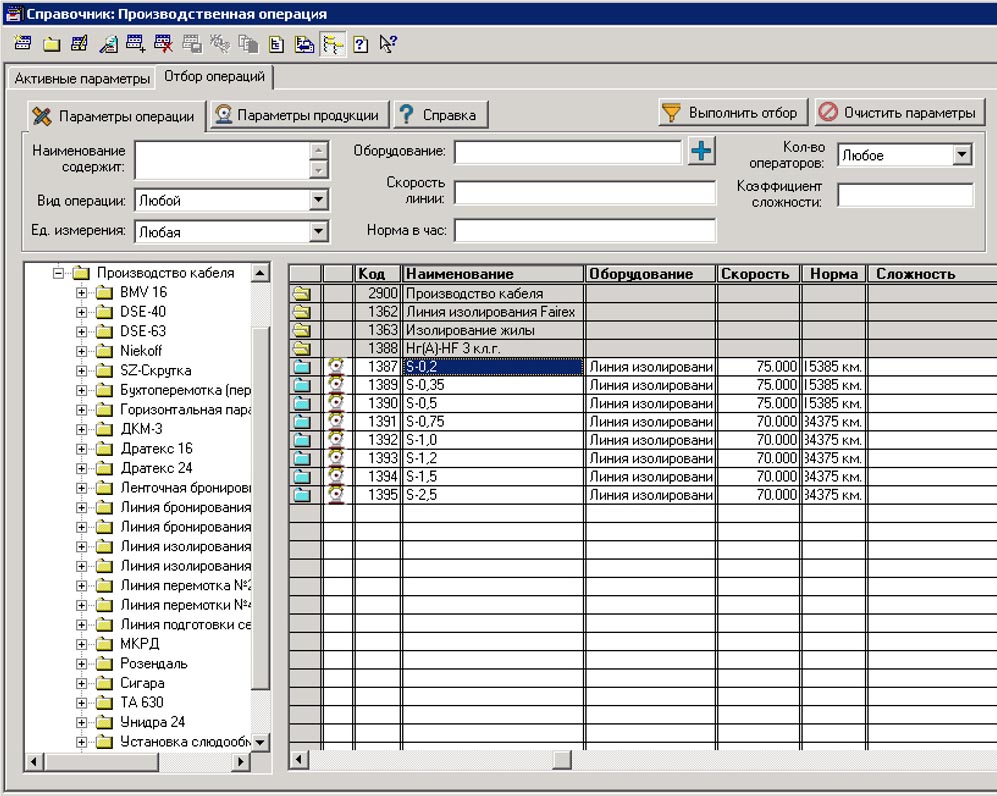 Справочник: Производственная операция
Активные параметры Отбор операций
Параметры операции Параметры продукции Справка Выполнить отбор Очистить параметры
Наименование содержит:
Вид операции: Любой
Ед. измерения: Любая
Оборудование:
Скорость линии:
Норма в час:
Кол-во операторов: Любое
Коэффициент сложности:
Производство кабеля
BMV 16
DSE-40
DSE-63
Niekoff
SZ-Скрутка
Бухтоперемотка (пер
Горизонтальная пара
ДКМ-3
Дратекс 16
Дратекс 24
Ленточная бронирові
Линия бронирования
Линия бронирования
Линия изолирования
Линия изолирования
Линия перемотка №2
Линия перемотки №4
Линия подготовки се
МКРД
Розендаль
Сигара
ТА 630
Унидра 24
Установка слюдообм
Код Наименование Оборудование Скорость Норма Сложность
2900 Производство кабеля
1362 Линия изолирования Fairex
1363 Изолирование жилы
1388 Нг(А)-HF 3 кл.г.
1387 S-0,2 Линия изолировани 75.000 15385 км.
1389 S-0,35 Линия изолировани 75.000 15385 км.
1390 S-0,5 Линия изолировани 75.000 15385 км.
1391 S-0,75 Линия изолировани 70.000 34375 км.
1392 S-1,0 Линия изолировани 70.000 34375 км.
1393 S-1,2 Линия изолировани 70.000 34375 км.
1394 S-1,5 Линия изолировани 70.000 34375 км.
1395 S-2,5 Линия изолировани 70.000 34375 км.